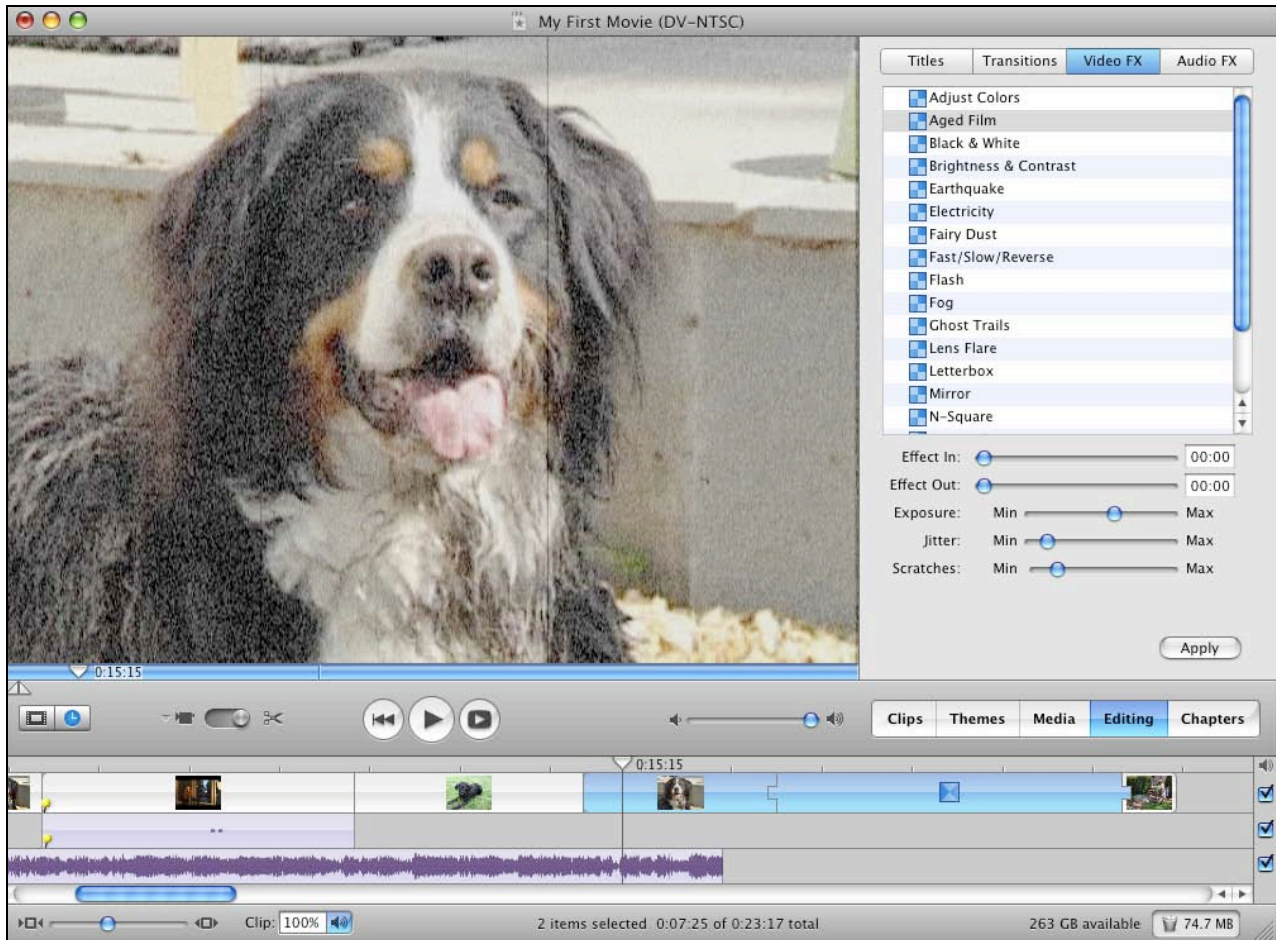 My First Movie (DV-NTSC)
Titles
Transitions
Video FX
Audio FX
Adjust Colors
Aged Film
Black & White
Brightness & Contrast
Earthquake
Electricity
Fairy Dust
Fast/Slow/Reverse
Flash
Fog
Ghost Trails
Lens Flare
Letterbox
Mirror
N-Square
Effect In: 00:00
Effect Out: 00:00
Exposure: Min Max
Jitter: Min Max
Scratches: Min Max
Apply
0:15:15
Clips
Themes
Media
Editing
Chapters
0:15:15
Clip: 100%
2 items selected 0:07:25 of 0:23:17 total
263 GB available
74.7 MB